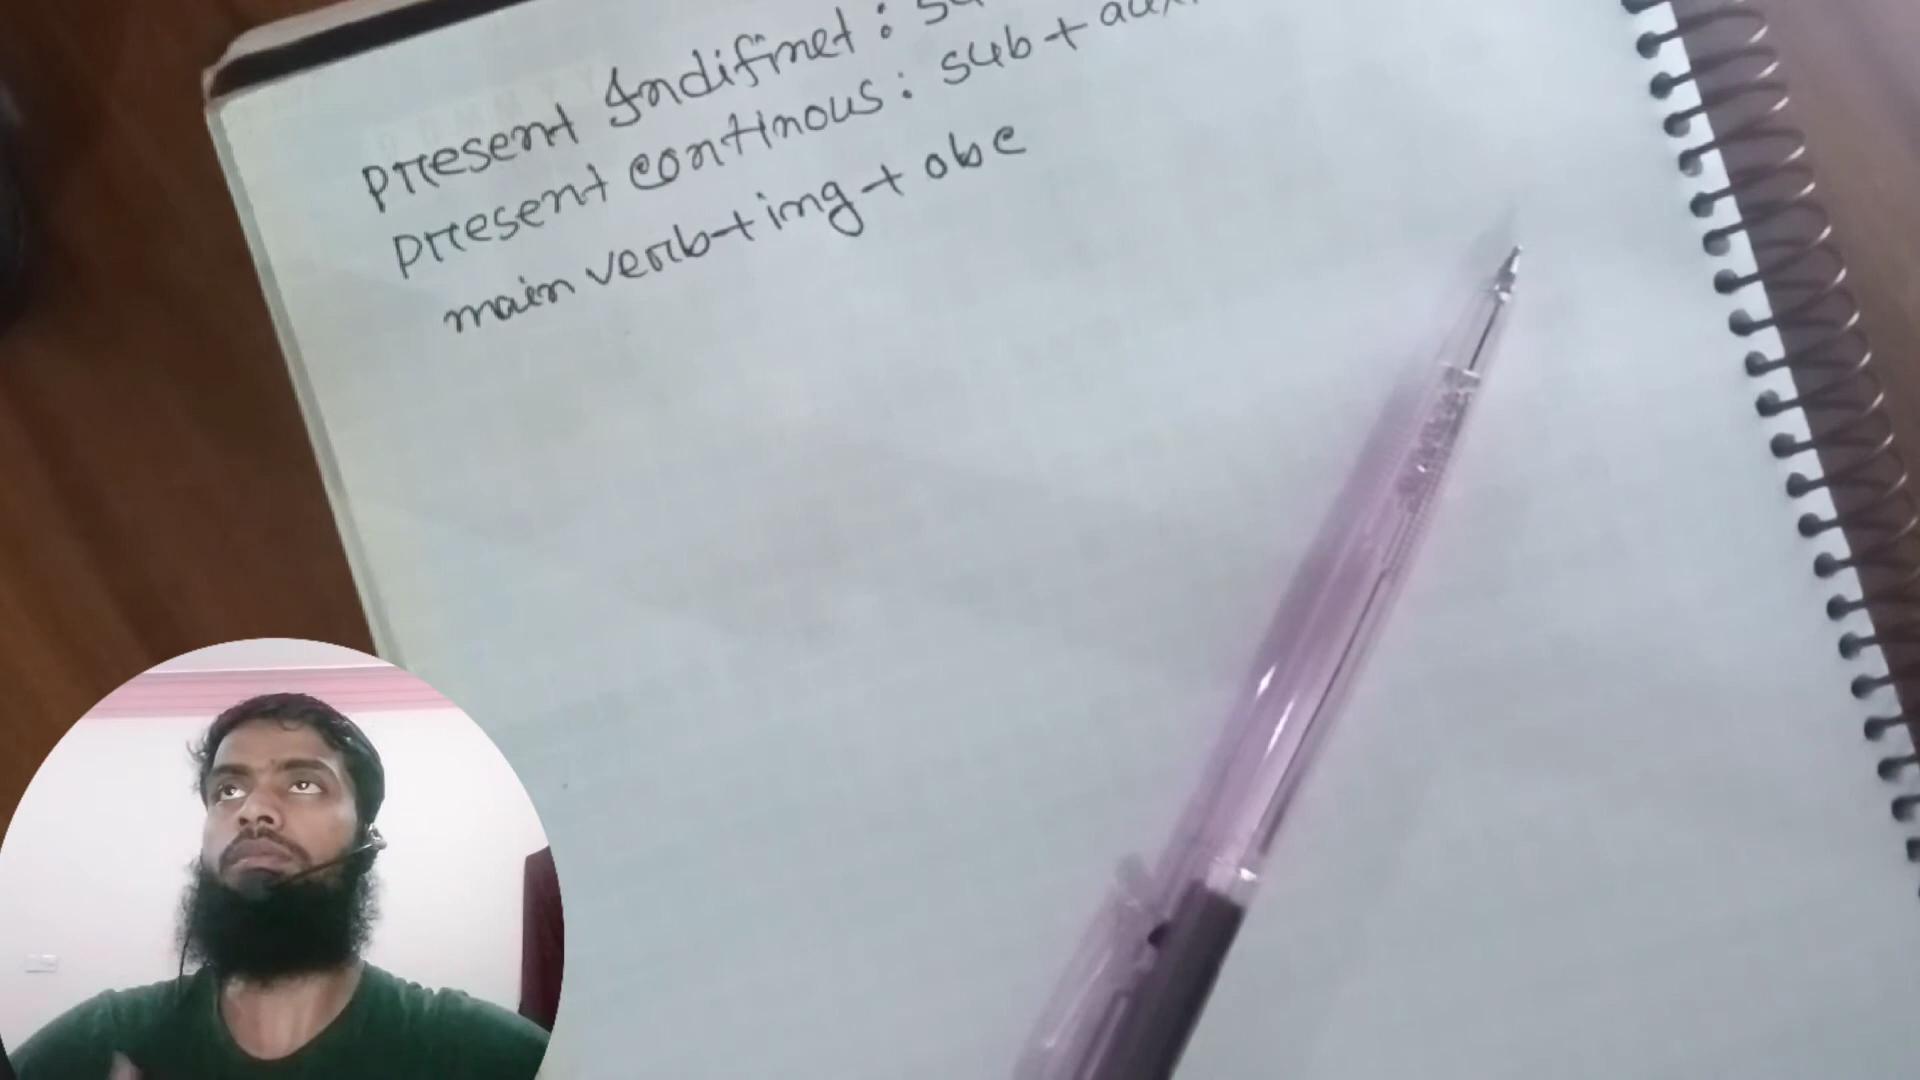 Present Indifinet : su
Present continous : sub + aux.
main verb + ing + obe